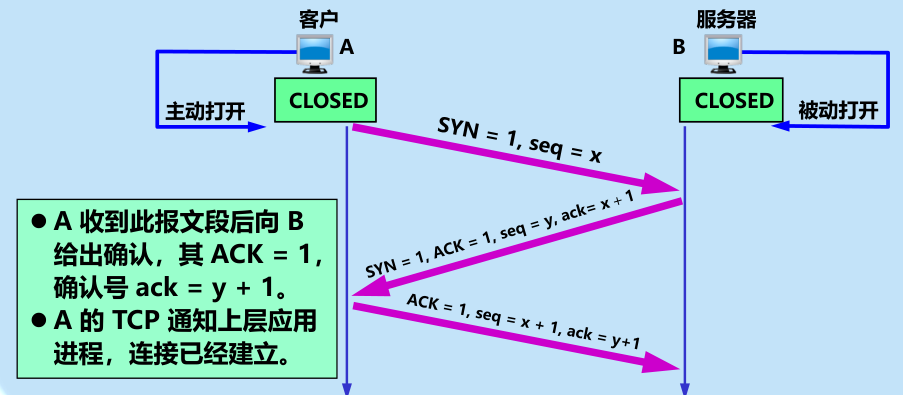 客户
服务器
A
B
CLOSED
CLOSED
主动打开
被动打开
SYN = 1, seq = x
SYN = 1, ACK = 1, seq = y, ack= x + 1
ACK = 1, seq = x + 1, ack = y+1
● A 收到此报文段后向 B
给出确认，其 ACK = 1，
确认号 ack = y + 1。
● A 的 TCP 通知上层应用
进程，连接已经建立。